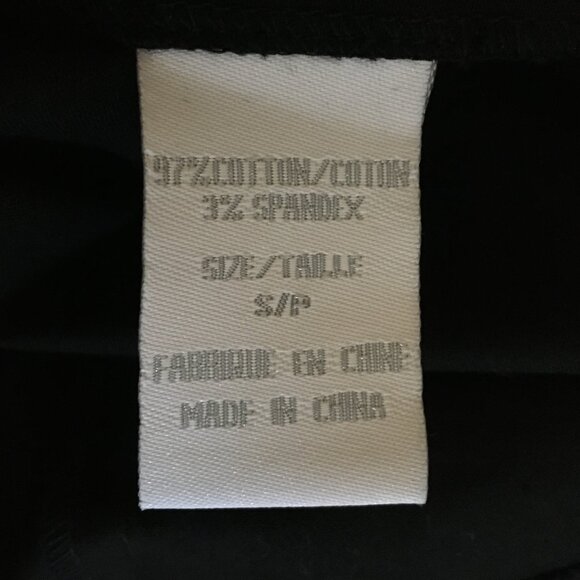 97% COTTON/COTON
3% SPANDEX
SIZE/TAILLE
S/P
FABRIQUE EN CHINE
MADE IN CHINA